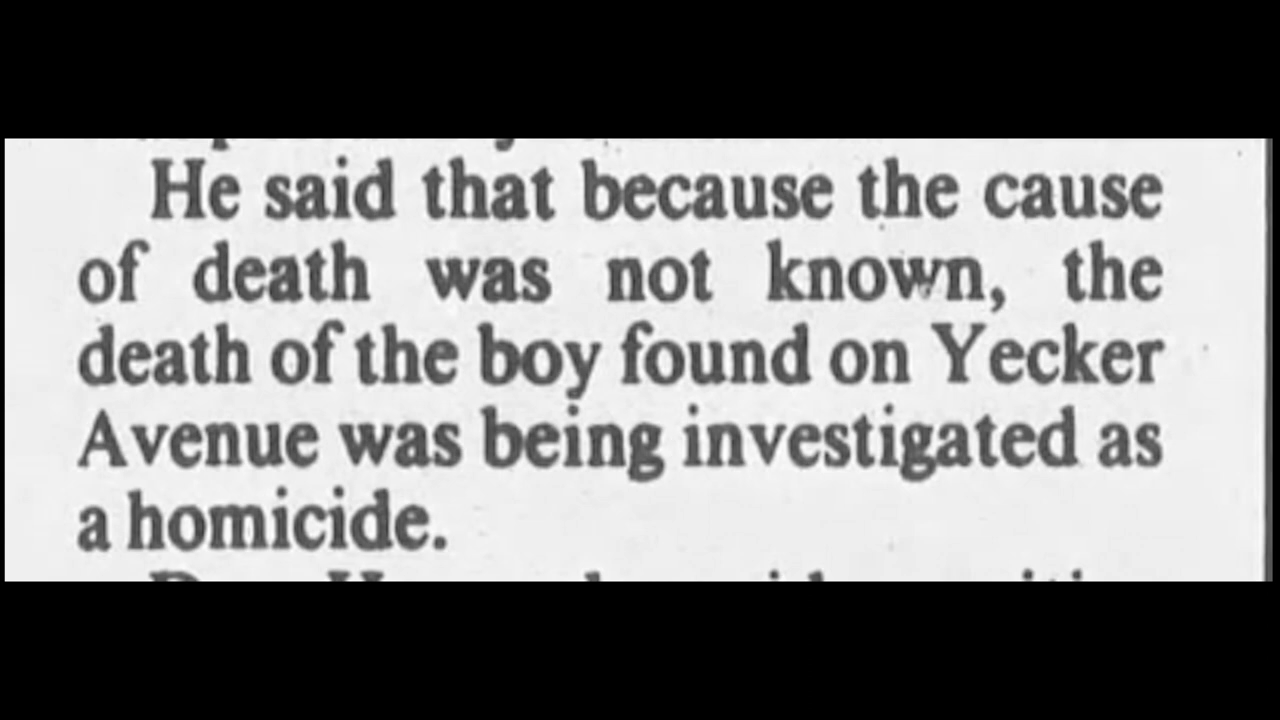 He said that because the cause
of death was not known, the
death of the boy found on Yecker
Avenue was being investigated as
a homicide.